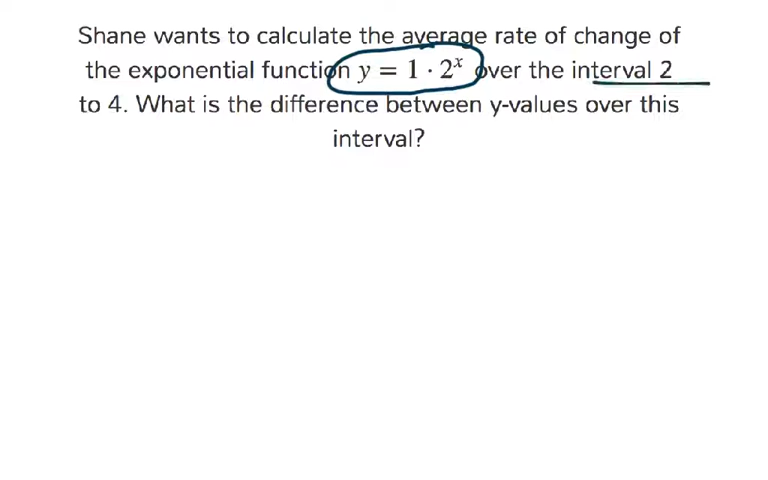 Shane wants to calculate the average rate of change of
the exponential function y = 1 · 2ˣ over the interval 2
to 4. What is the difference between y-values over this
interval?